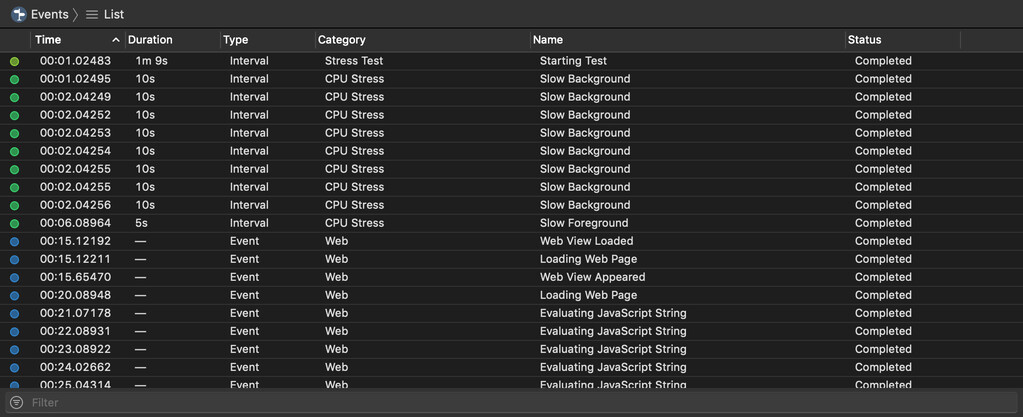 Events List
Time Duration Type Category Name Status
00:01.02483 1m 9s Interval Stress Test Starting Test Completed
00:01.02495 10s Interval CPU Stress Slow Background Completed
00:02.04249 10s Interval CPU Stress Slow Background Completed
00:02.04252 10s Interval CPU Stress Slow Background Completed
00:02.04253 10s Interval CPU Stress Slow Background Completed
00:02.04254 10s Interval CPU Stress Slow Background Completed
00:02.04255 10s Interval CPU Stress Slow Background Completed
00:02.04255 10s Interval CPU Stress Slow Background Completed
00:02.04256 10s Interval CPU Stress Slow Background Completed
00:06.08964 5s Interval CPU Stress Slow Foreground Completed
00:15.12192 — Event Web Web View Loaded Completed
00:15.12211 — Event Web Loading Web Page Completed
00:15.65470 — Event Web Web View Appeared Completed
00:20.08948 — Event Web Loading Web Page Completed
00:21.07178 — Event Web Evaluating JavaScript String Completed
00:22.08931 — Event Web Evaluating JavaScript String Completed
00:23.08922 — Event Web Evaluating JavaScript String Completed
00:24.02662 — Event Web Evaluating JavaScript String Completed
00:25.04314 — Event Web Evaluating JavaScript String Completed
Filter